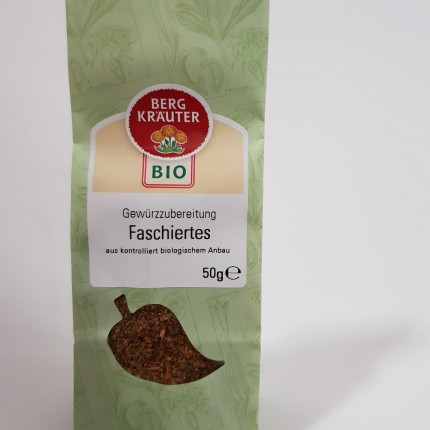 BERG
KRÄUTER
BIO
Gewürzzubereitung
Faschiertes
aus kontrolliert biologischem Anbau
50g℮